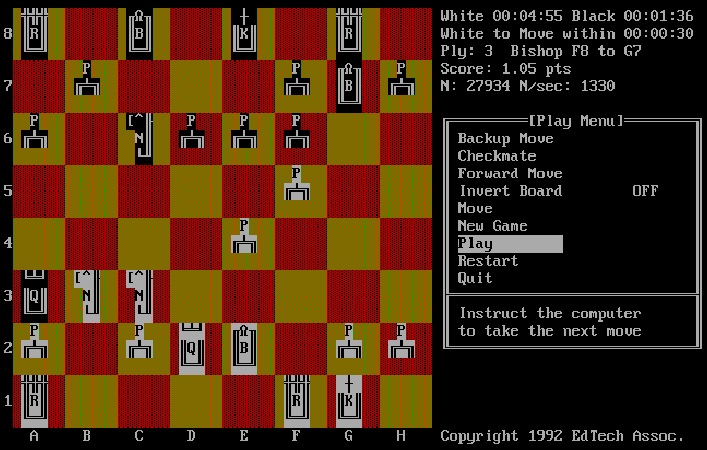 White 00:04:55 Black 00:01:36
White to Move within 00:00:30
Ply: 3 Bishop F8 to G7
Score: 1.05 pts
N: 27934 N/sec: 1330
[Play Menu]
Backup Move
Checkmate
Forward Move
Invert Board OFF
Move
New Game
Play
Restart
Quit
Instruct the computer
to take the next move
Copyright 1992 EdTech Assoc.
8 R B K R
7 P P B P
6 P N P P P
5 P
4 P
3 Q N N
2 P P Q B P P
1 R R K
A B C D E F G H